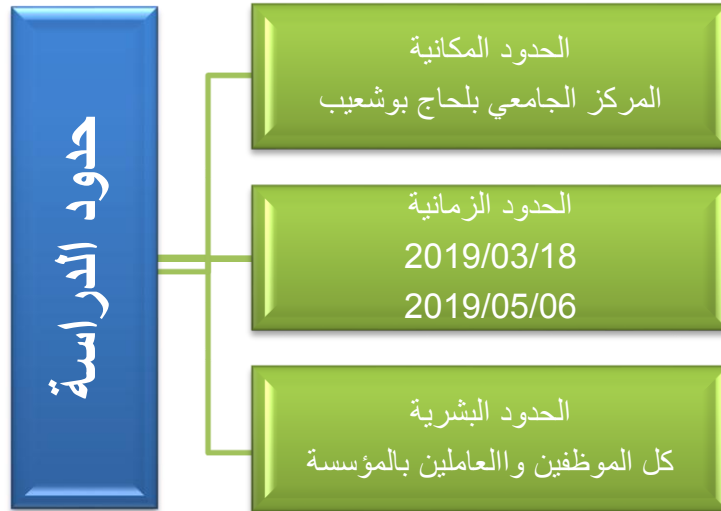 حدود الدراسة
الحدود المكانية
المركز الجامعي بلحاج بوشعيب
الحدود الزمانية
2019/03/18
2019/05/06
الحدود البشرية
كل الموظفين واالعاملين بالمؤسسة